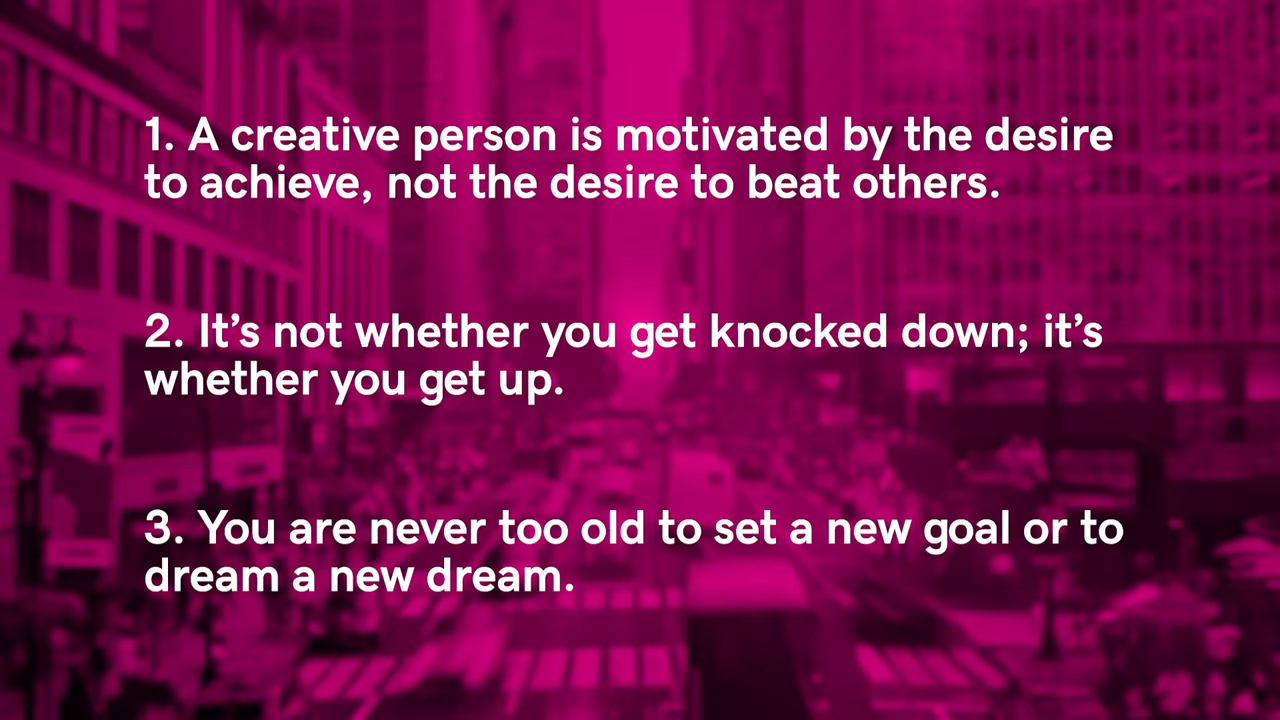 1. A creative person is motivated by the desire
to achieve, not the desire to beat others.
2. It’s not whether you get knocked down; it’s
whether you get up.
3. You are never too old to set a new goal or to
dream a new dream.